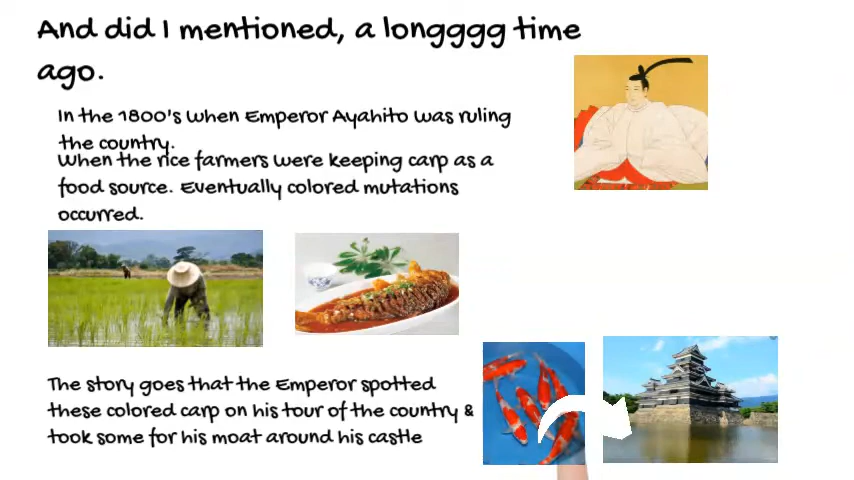 And did I mentioned, a longggg time
ago.
In the 1800's when Emperor Ayahito was ruling
the country.
When the rice farmers were keeping carp as a
food source. Eventually colored mutations
occurred.
The story goes that the Emperor spotted
these colored carp on his tour of the country &
took some for his moat around his castle